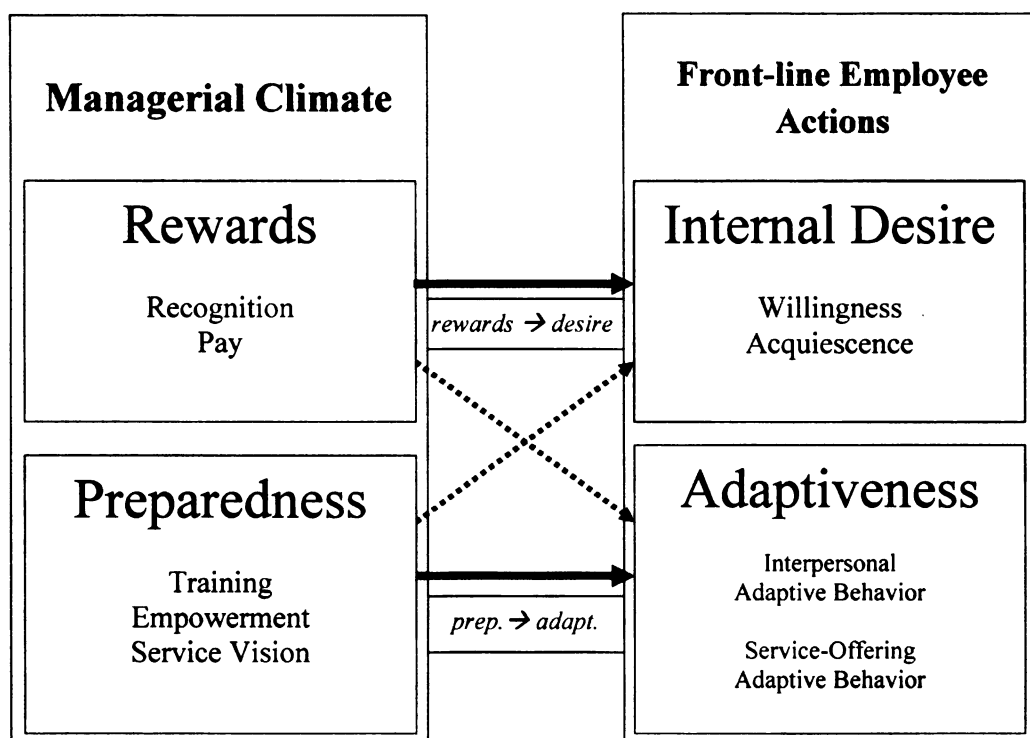 Managerial Climate
Rewards
Recognition
Pay
Preparedness
Training
Empowerment
Service Vision
rewards → desire
prep. → adapt.
Front-line Employee
Actions
Internal Desire
Willingness
Acquiescence
Adaptiveness
Interpersonal
Adaptive Behavior
Service-Offering
Adaptive Behavior